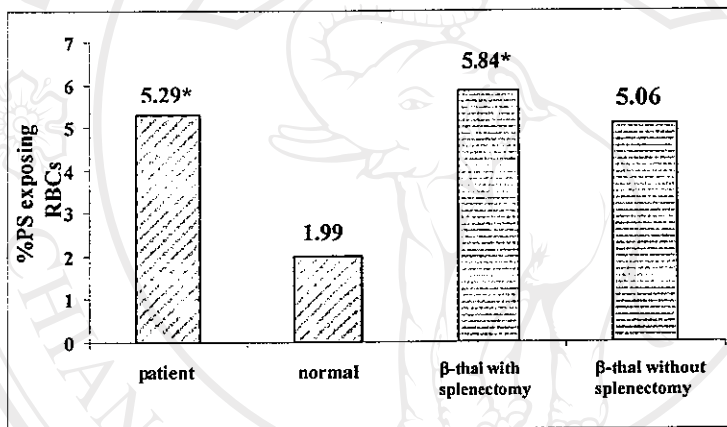 7
6
5
4
3
2
1
0
%PS exposing
RBCs
5.29*
1.99
5.84*
5.06
patient
normal
β-thal with
splenectomy
β-thal without
splenectomy